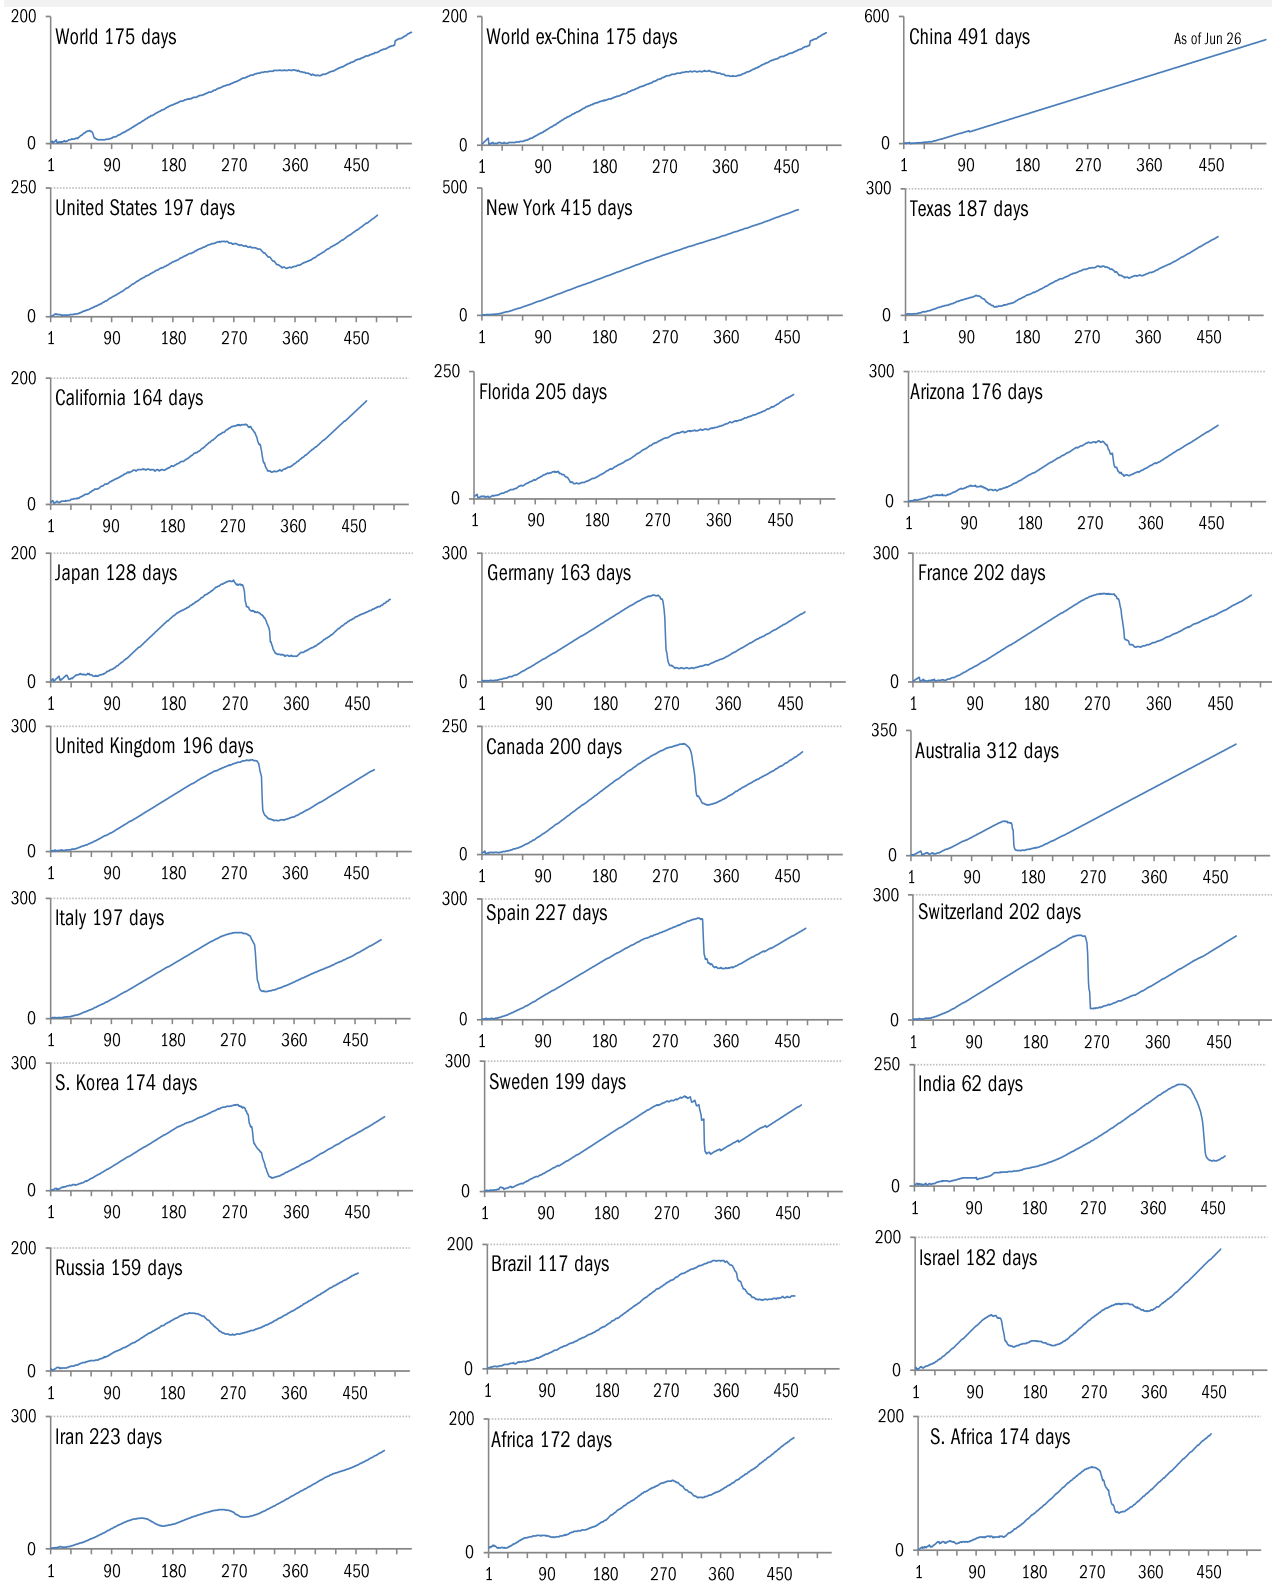 200 200 600
World 175 days World ex-China 175 days China 491 days As of Jun 26
0 0 0
1 90 180 270 360 450 1 90 180 270 360 450 1 90 180 270 360 450
250 500 300
United States 197 days New York 415 days Texas 187 days
0 0 0
1 90 180 270 360 450 1 90 180 270 360 450 1 90 180 270 360 450
200 250 300
California 164 days Florida 205 days Arizona 176 days
0 0 0
1 90 180 270 360 450 1 90 180 270 360 450 1 90 180 270 360 450
200 300 300
Japan 128 days Germany 163 days France 202 days
0 0 0
1 90 180 270 360 450 1 90 180 270 360 450 1 90 180 270 360 450
300 250 350
United Kingdom 196 days Canada 200 days Australia 312 days
0 0 0
1 90 180 270 360 450 1 90 180 270 360 450 1 90 180 270 360 450
300 300 300
Italy 197 days Spain 227 days Switzerland 202 days
0 0 0
1 90 180 270 360 450 1 90 180 270 360 450 1 90 180 270 360 450
300 300 250
S. Korea 174 days Sweden 199 days India 62 days
0 0 0
1 90 180 270 360 450 1 90 180 270 360 450 1 90 180 270 360 450
200 200 200
Russia 159 days Brazil 117 days Israel 182 days
0 0 0
1 90 180 270 360 450 1 90 180 270 360 450 1 90 180 270 360 450
300 200 200
Iran 223 days Africa 172 days S. Africa 174 days
0 0 0
1 90 180 270 360 450 1 90 180 270 360 450 1 90 180 270 360 450